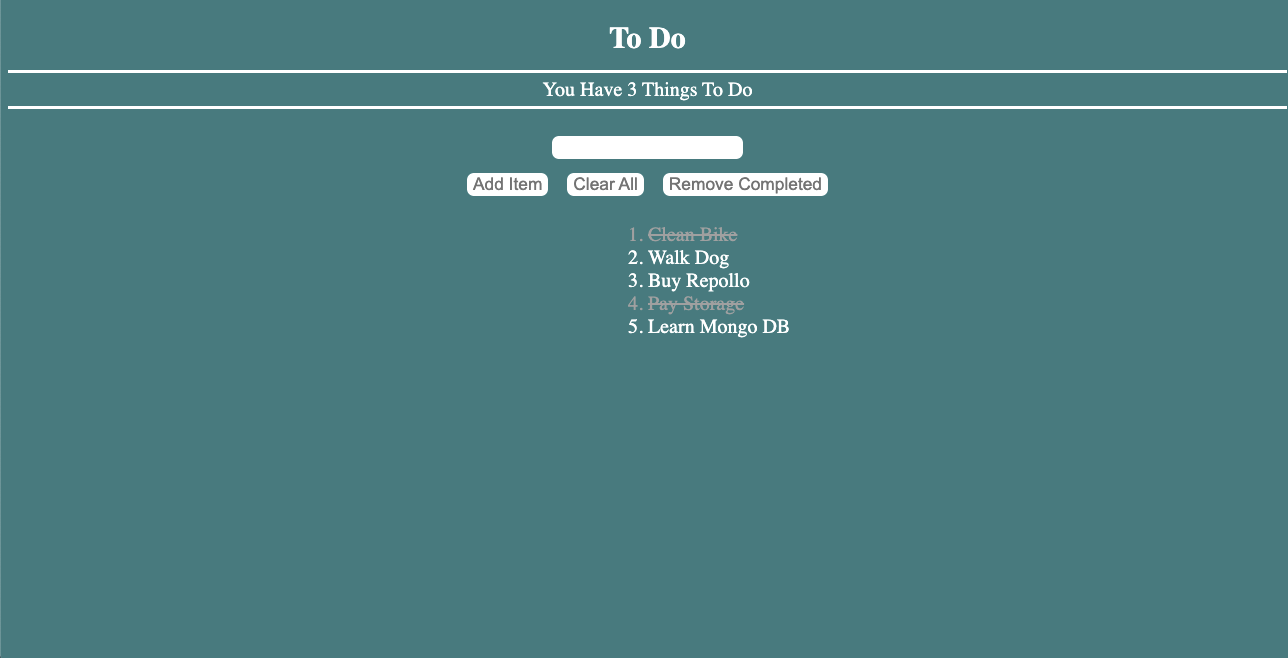 To Do
You Have 3 Things To Do
Add Item Clear All Remove Completed
1. Clean Bike
2. Walk Dog
3. Buy Repollo
4. Pay Storage
5. Learn Mongo DB